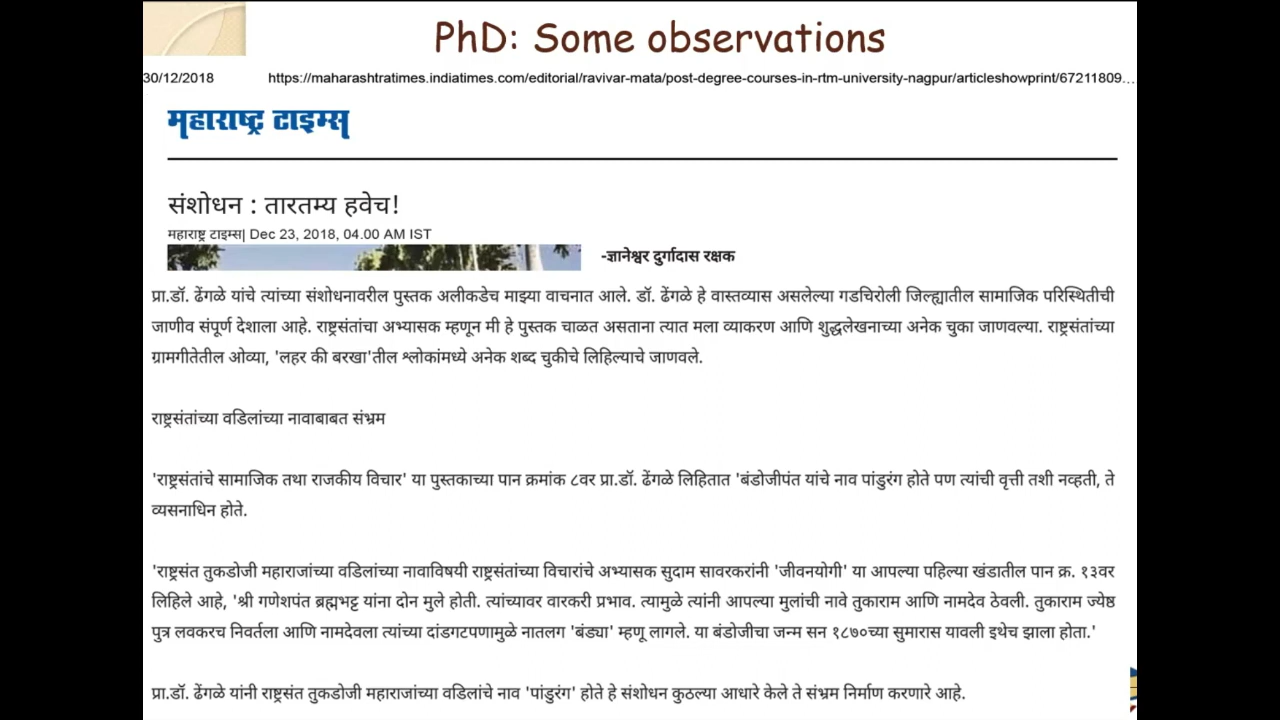 PhD: Some observations
30/12/2018 https://maharashtratimes.indiatimes.com/editorial/ravivar-mata/post-degree-courses-in-rtm-university-nagpur/articleshowprint/67211809...
महाराष्ट्र टाइम्स
संशोधन : तारतम्य हवेच!
महाराष्ट्र टाइम्स| Dec 23, 2018, 04.00 AM IST
-ज्ञानेश्वर दुर्गादास रक्षक
प्रा.डॉ. ढेंगळे यांचे त्यांच्या संशोधनावरील पुस्तक अलीकडेच माझ्या वाचनात आले. डॉ. ढेंगळे हे वास्तव्यास असलेल्या गडचिरोली जिल्ह्यातील सामाजिक परिस्थितीची
जाणीव संपूर्ण देशाला आहे. राष्ट्रसंतांचा अभ्यासक म्हणून मी हे पुस्तक चाळत असताना त्यात मला व्याकरण आणि शुद्धलेखनाच्या अनेक चुका जाणवल्या. राष्ट्रसंतांच्या
ग्रामगीतेतील ओव्या, 'लहर की बरखा'तील श्लोकांमध्ये अनेक शब्द चुकीचे लिहिल्याचे जाणवले.
राष्ट्रसंतांच्या वडिलांच्या नावाबाबत संभ्रम
'राष्ट्रसंतांचे सामाजिक तथा राजकीय विचार' या पुस्तकाच्या पान क्रमांक ८वर प्रा.डॉ. ढेंगळे लिहितात 'बंडोजीपंत यांचे नाव पांडुरंग होते पण त्यांची वृत्ती तशी नव्हती, ते
व्यसनाधिन होते.
'राष्ट्रसंत तुकडोजी महाराजांच्या वडिलांच्या नावाविषयी राष्ट्रसंतांच्या विचारांचे अभ्यासक सुदाम सावरकरांनी 'जीवनयोगी' या आपल्या पहिल्या खंडातील पान क्र. १३वर
लिहिले आहे, 'श्री गणेशपंत ब्रह्मभट्ट यांना दोन मुले होती. त्यांच्यावर वारकरी प्रभाव. त्यामुळे त्यांनी आपल्या मुलांची नावे तुकाराम आणि नामदेव ठेवली. तुकाराम ज्येष्ठ
पुत्र लवकरच निवर्तला आणि नामदेवला त्यांच्या दांडगटपणामुळे नातलग 'बंड्या' म्हणू लागले. या बंडोजीचा जन्म सन १८७०च्या सुमारास यावली इथेच झाला होता.'
प्रा.डॉ. ढेंगळे यांनी राष्ट्रसंत तुकडोजी महाराजांच्या वडिलांचे नाव 'पांडुरंग' होते हे संशोधन कुठल्या आधारे केले ते संभ्रम निर्माण करणारे आहे.